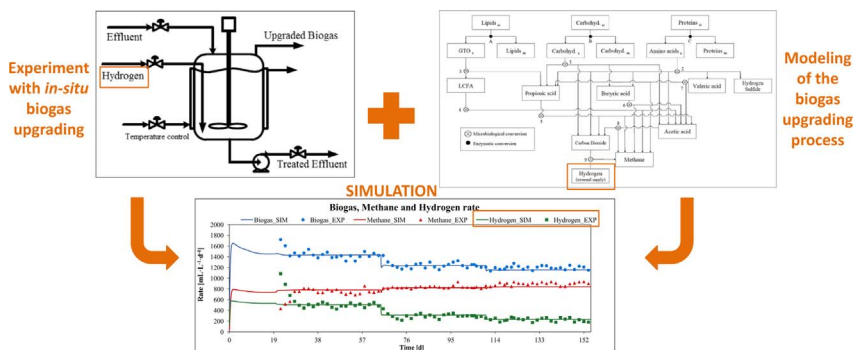 Experiment
with in-situ
biogas
upgrading
Effluent
Hydrogen
Upgraded Biogas
Temperature control
Treated Effluent
Lipids
Carbohyd.
Proteins
A
B
C
GTO
Lipids
Carbohyd.
Carbohyd.
Amino acids
Proteins
LCFA
Propionic acid
Butyric acid
Valeric acid
Hydrogen
Sulfide
Acetic acid
Microbiological conversion
Enzymatic conversion
Carbon Dioxide
Methane
Hydrogen
(external supply)
Modeling
of the
biogas
upgrading
process
SIMULATION
Biogas, Methane and Hydrogen rate
Biogas_SIM Biogas_EXP Methane_SIM Methane_EXP Hydrogen_SIM Hydrogen_EXP
Rate [mL·L⁻¹·d⁻¹]
2000
1800
1600
1400
1200
1000
800
600
400
200
0
0 19 38 57 76 95 114 133 152
Time [d]